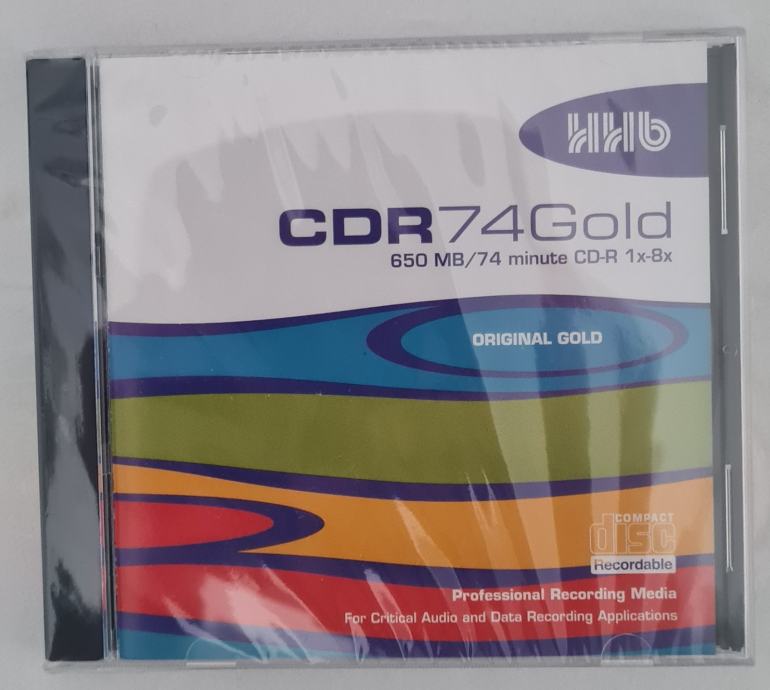 HHb
CDR74Gold
650 MB/74 minute CD-R 1x-8x
ORIGINAL GOLD
COMPACT
disc
Recordable
Professional Recording Media
For Critical Audio and Data Recording Applications